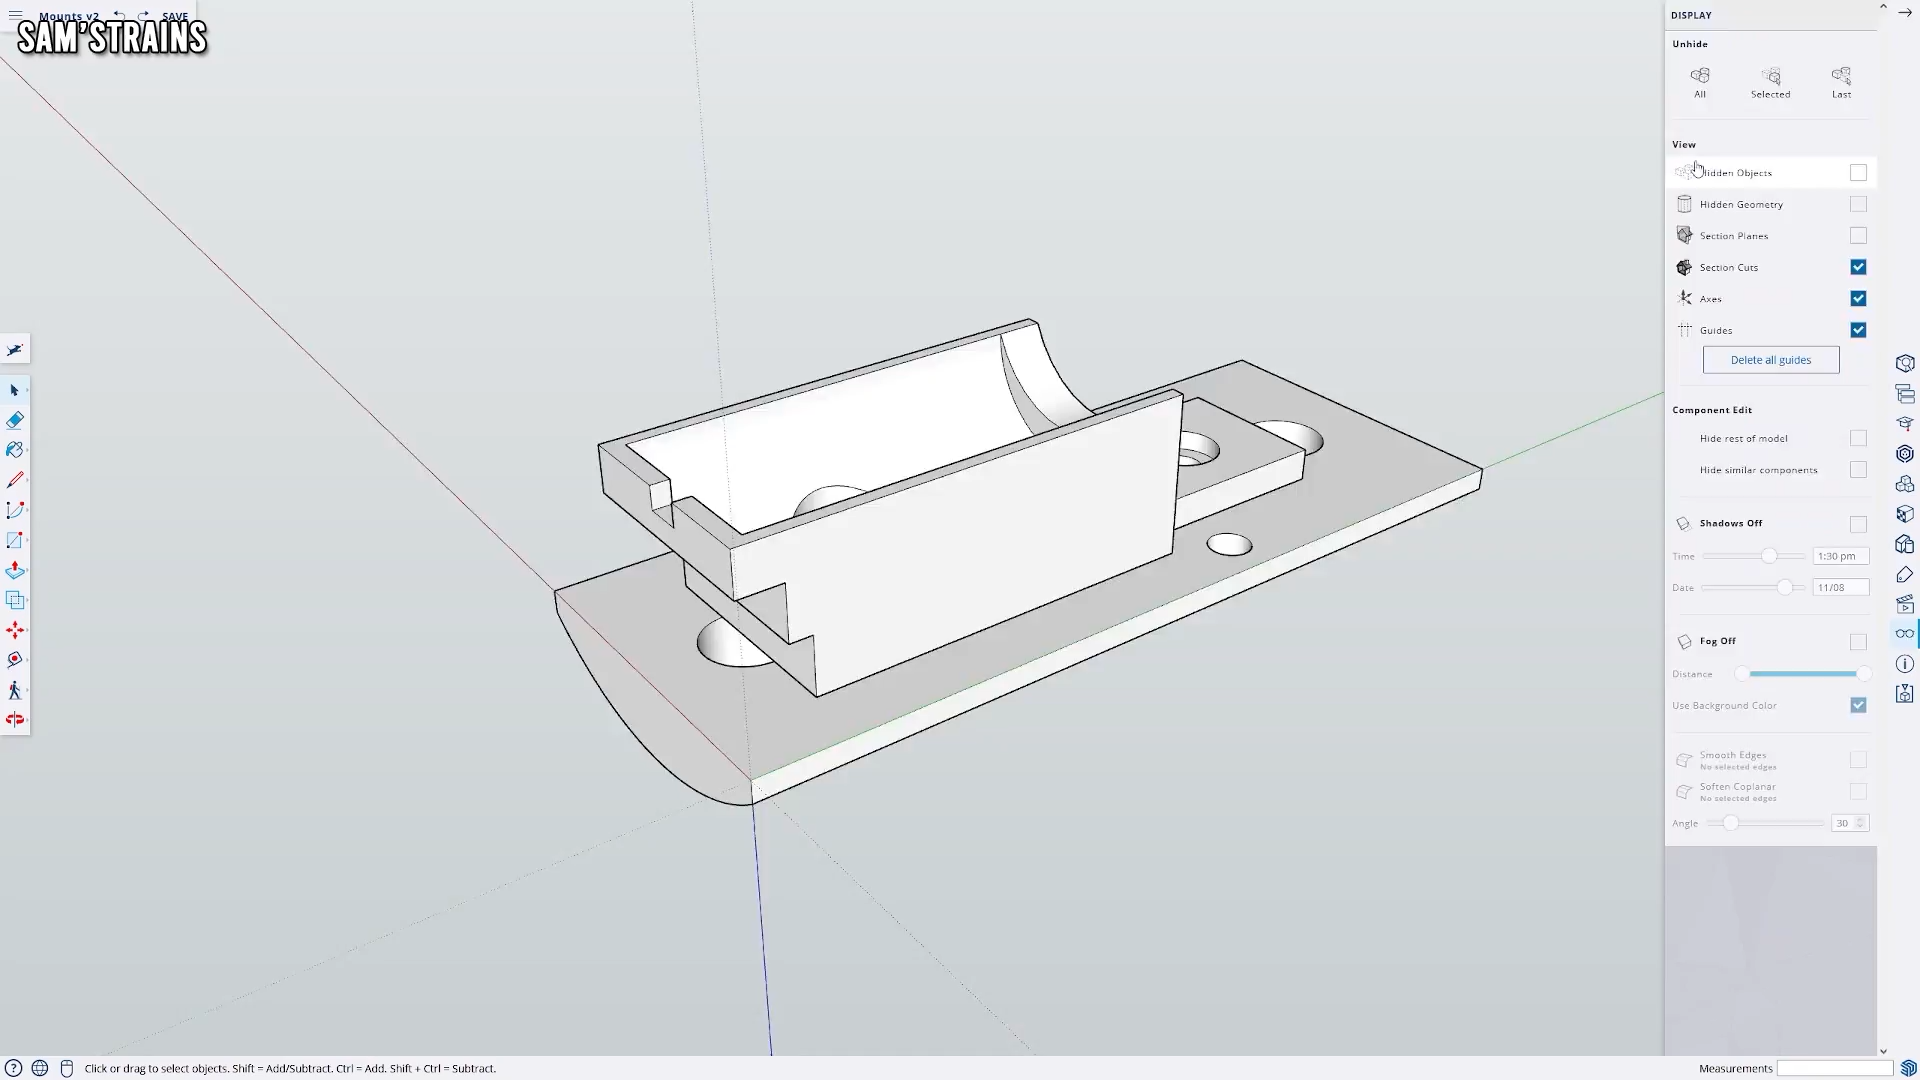 Mounts v2 SAVE
SAM'STRAINS
DISPLAY
Unhide
All Selected Last
View
Hidden Objects
Hidden Geometry
Section Planes
Section Cuts
Axes
Guides
Delete all guides
Component Edit
Hide rest of model
Hide similar components
Shadows Off
Time 1:30 pm
Date 11/08
Fog Off
Distance
Use Background Color
Smooth Edges
No selected edges
Soften Coplanar
No selected edges
Angle 30
Click or drag to select objects. Shift = Add/Subtract. Ctrl = Add. Shift + Ctrl = Subtract.
Measurements